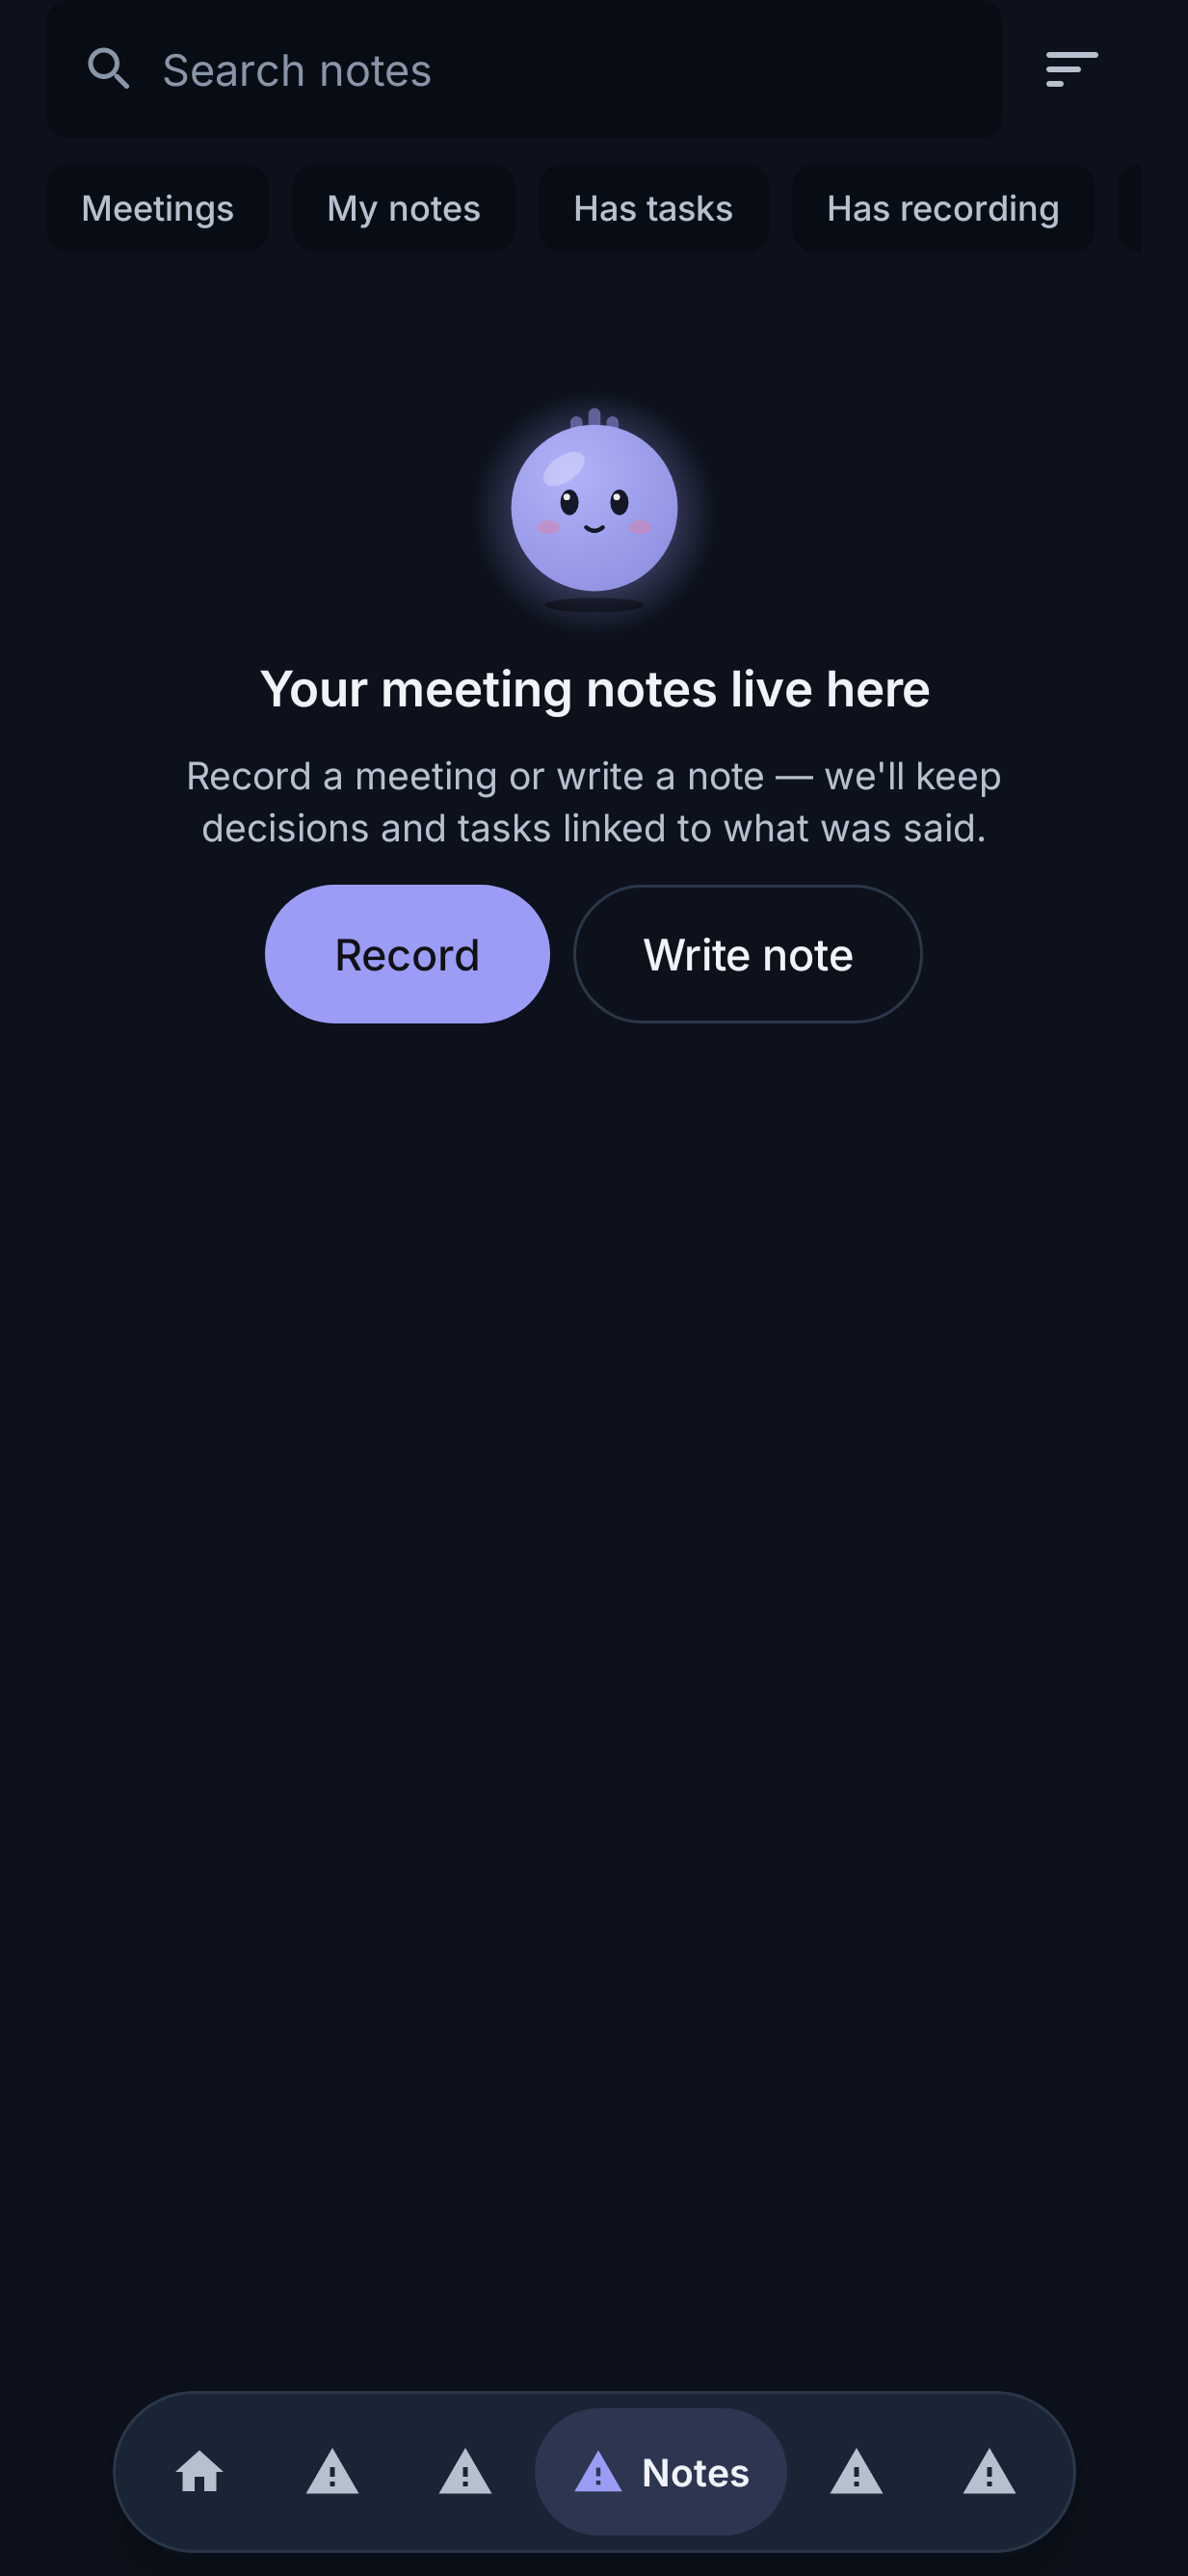 Search notes
Meetings
My notes
Has tasks
Has recording
Your meeting notes live here
Record a meeting or write a note — we'll keep
decisions and tasks linked to what was said.
Record
Write note
Notes